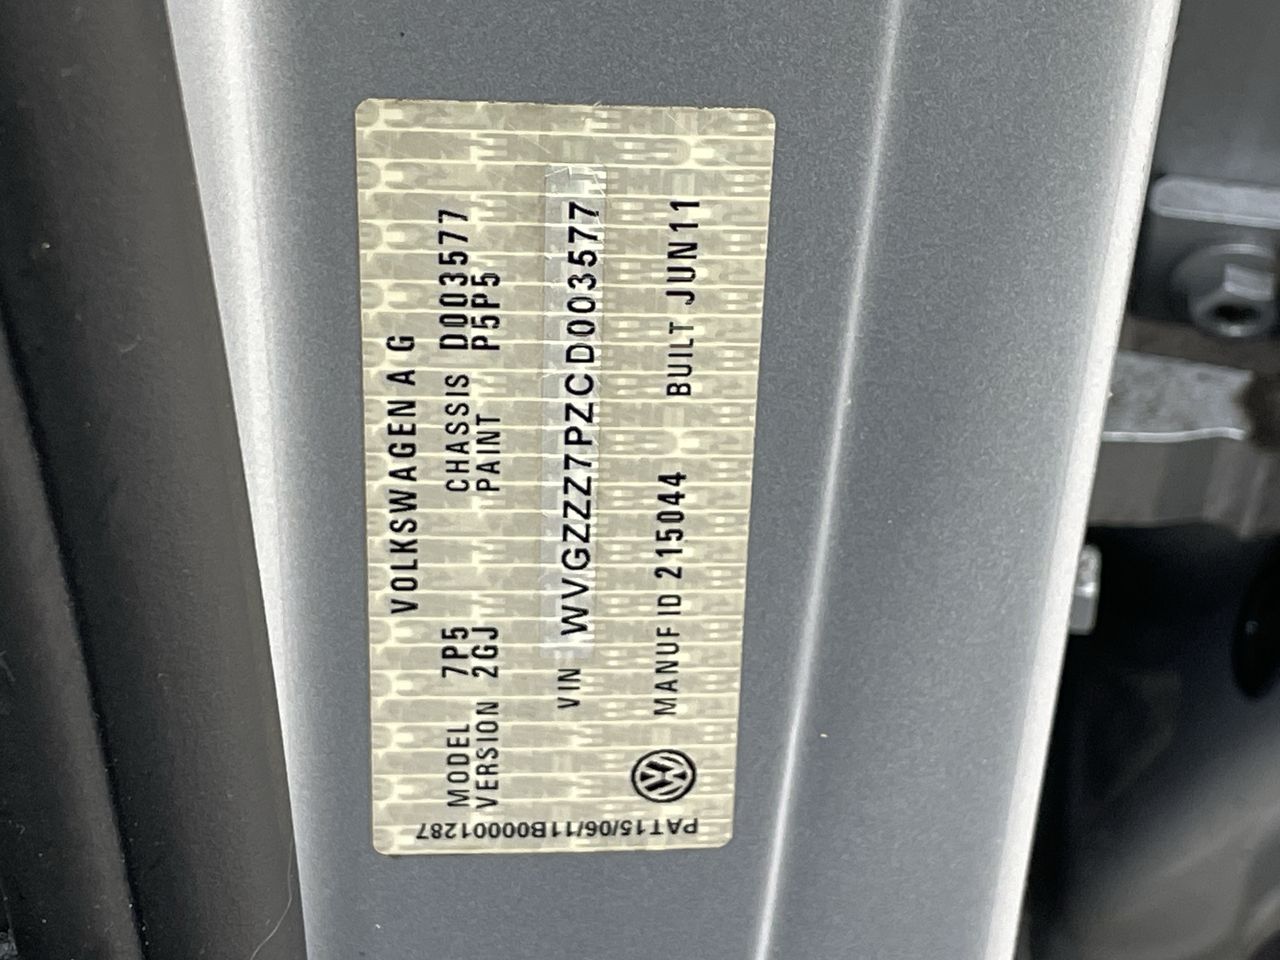 VOLKSWAGEN A G
MODEL 7P5 CHASSIS D003577
VERSION 2GJ PAINT P5P5
VIN WVGZZZ7PZCD003577
MANUF ID 215044 BUILT JUN11
PAT15/06/11B00001287